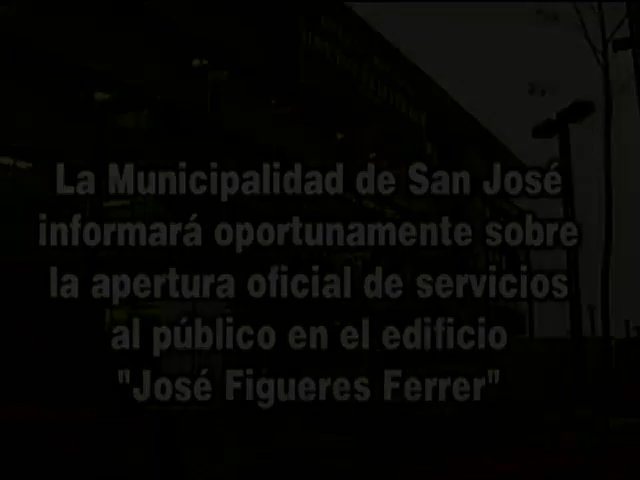 La Municipalidad de San José
informará oportunamente sobre
la apertura oficial de servicios
al público en el edificio
"José Figueres Ferrer"